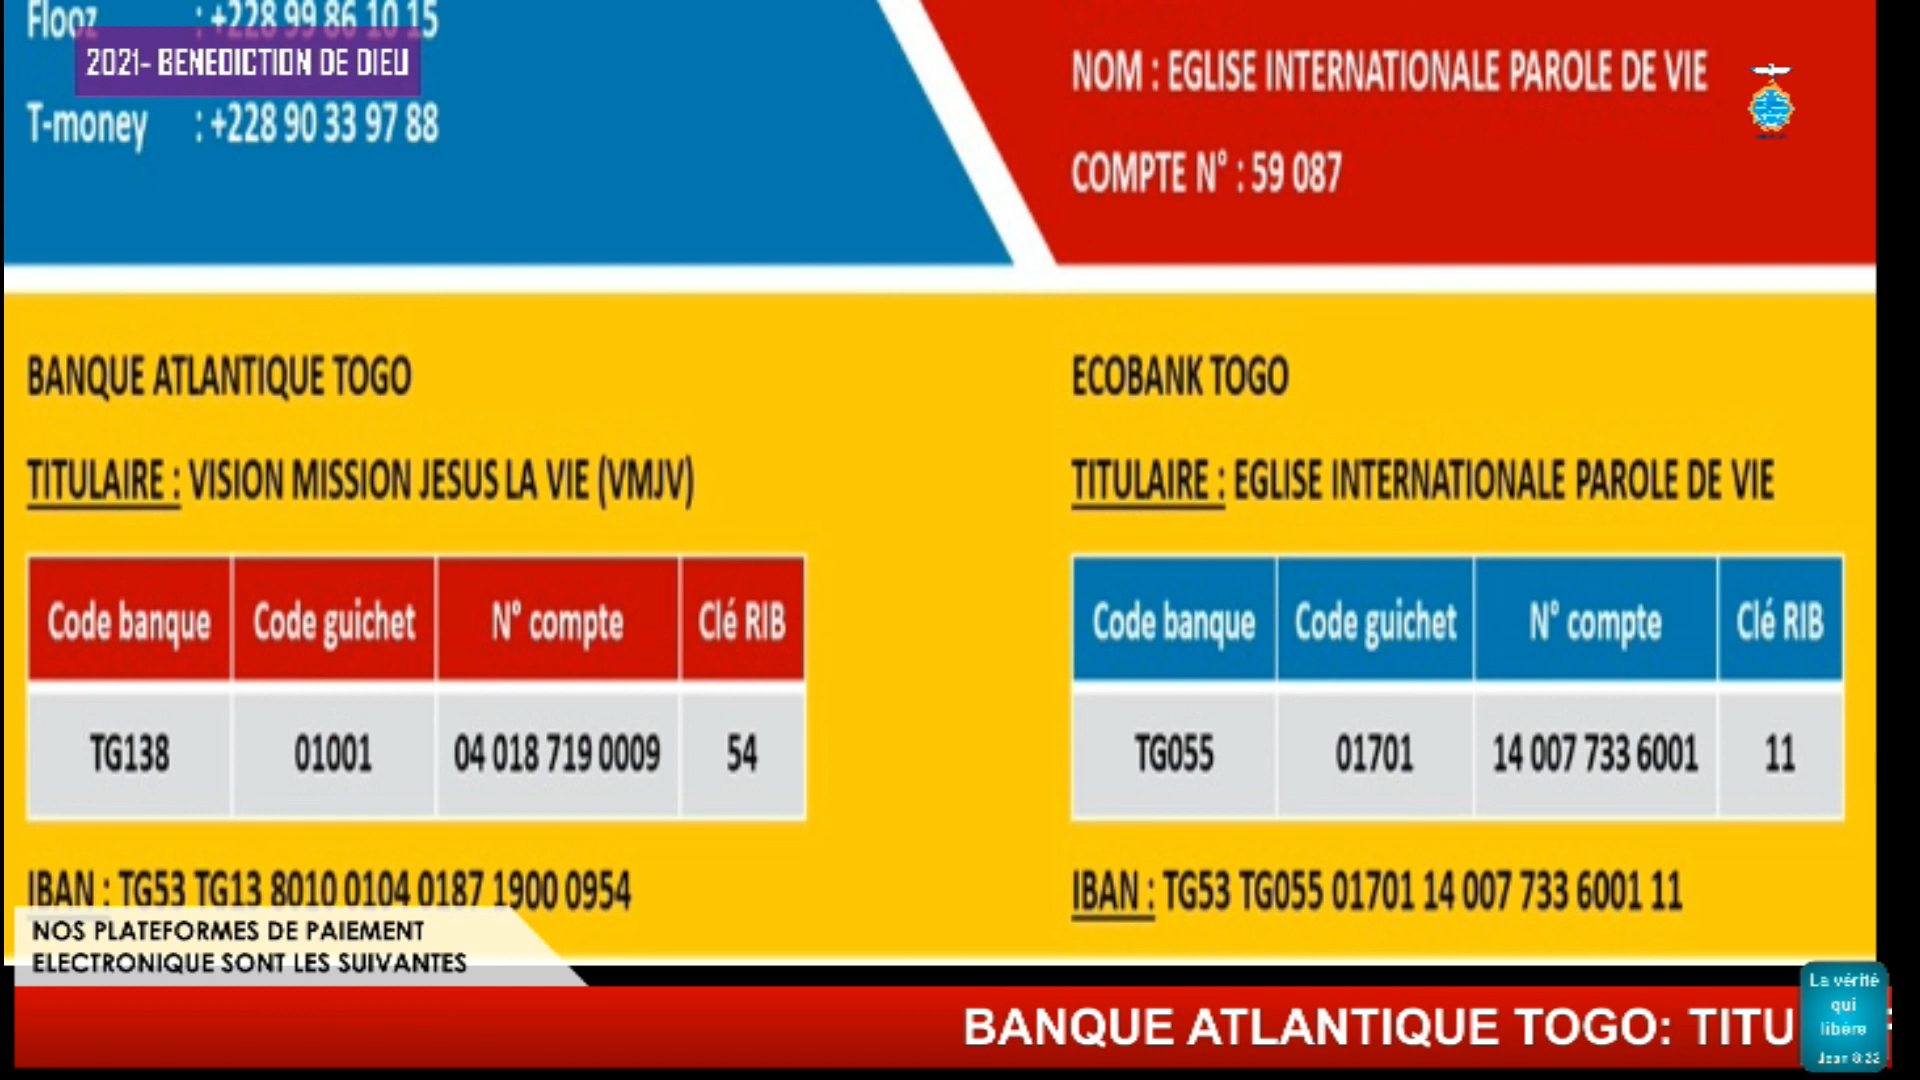 Flooz : +228 99 86 10 15
2021- BENEDICTION DE DIEU
T-money : +228 90 33 97 88
NOM : EGLISE INTERNATIONALE PAROLE DE VIE
COMPTE N° : 59 087
BANQUE ATLANTIQUE TOGO
TITULAIRE : VISION MISSION JESUS LA VIE (VMJV)
Code banque Code guichet N° compte Clé RIB
TG138 01001 04 018 719 0009 54
IBAN : TG53 TG13 8010 0104 0187 1900 0954
ECOBANK TOGO
TITULAIRE : EGLISE INTERNATIONALE PAROLE DE VIE
Code banque Code guichet N° compte Clé RIB
TG055 01701 14 007 733 6001 11
IBAN : TG53 TG055 01701 14 007 733 6001 11
NOS PLATEFORMES DE PAIEMENT
ELECTRONIQUE SONT LES SUIVANTES
BANQUE ATLANTIQUE TOGO: TITU
La vérité
qui
libère
Jean 8:32